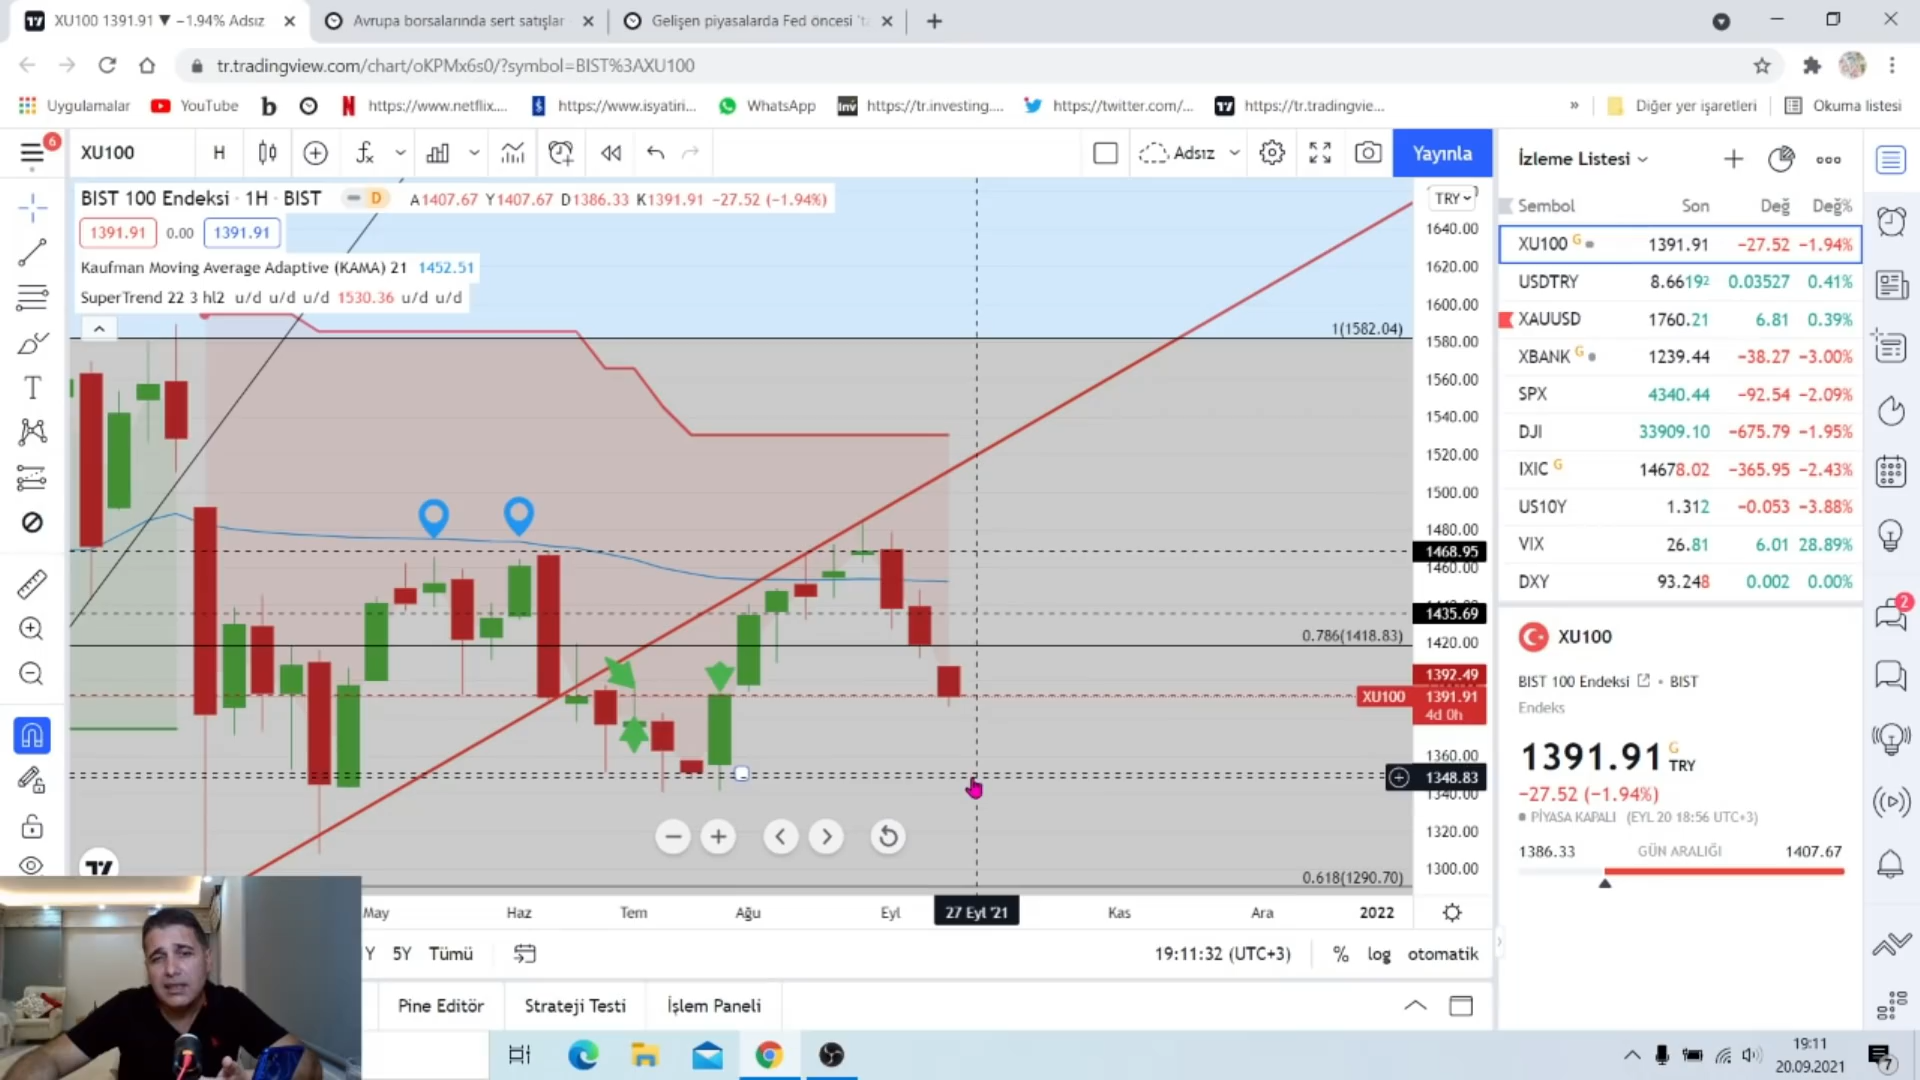 XU100 1391.91 ▼ −1.94% Adsız
Avrupa borsalarında sert satışlar
Gelişen piyasalarda Fed öncesi 'ta
tr.tradingview.com/chart/oKPMx6s0/?symbol=BIST%3AXU100
Uygulamalar
YouTube
b
https://www.netflix....
https://www.isyatiri...
WhatsApp
Inv
https://tr.investing....
https://twitter.com/...
https://tr.tradingvie...
»
Diğer yer işaretleri
Okuma listesi
6
XU100
H
Adsız
Yayınla
BIST 100 Endeksi · 1H · BIST
D
A1407.67 Y1407.67 D1386.33 K1391.91 −27.52 (−1.94%)
1391.91 0.00 1391.91
Kaufman Moving Average Adaptive (KAMA) 21 1452.51
SuperTrend 22 3 hl2 u/d u/d u/d 1530.36 u/d u/d
TRY
1640.00
1620.00
1600.00
1(1582.04)
1580.00
1560.00
1540.00
1520.00
1500.00
1480.00
1468.95
1460.00
1435.69
0.786(1418.83)
1420.00
1392.49
XU100
1391.91
4d 0h
1360.00
1348.83
1340.00
1320.00
1300.00
0.618(1290.70)
May
Haz
Tem
Ağu
Eyl
27 Eyl '21
Kas
Ara
2022
Y
5Y
Tümü
19:11:32 (UTC+3)
%
log
otomatik
Pine Editör
Strateji Testi
İşlem Paneli
İzleme Listesi
Sembol Son Değ Değ%
XU100 G 1391.91 −27.52 −1.94%
USDTRY 8.66192 0.03527 0.41%
XAUUSD 1760.21 6.81 0.39%
XBANK G 1239.44 −38.27 −3.00%
SPX 4340.44 −92.54 −2.09%
DJI 33909.10 −675.79 −1.95%
IXIC G 14678.02 −365.95 −2.43%
US10Y 1.312 −0.053 −3.88%
VIX 26.81 6.01 28.89%
DXY 93.248 0.002 0.00%
XU100
BIST 100 Endeksi • BIST
Endeks
1391.91 G TRY
−27.52 (−1.94%)
PİYASA KAPALI (EYL 20 18:56 UTC+3)
1386.33 GÜN ARALIĞI 1407.67
2
19:11
20.09.2021
7